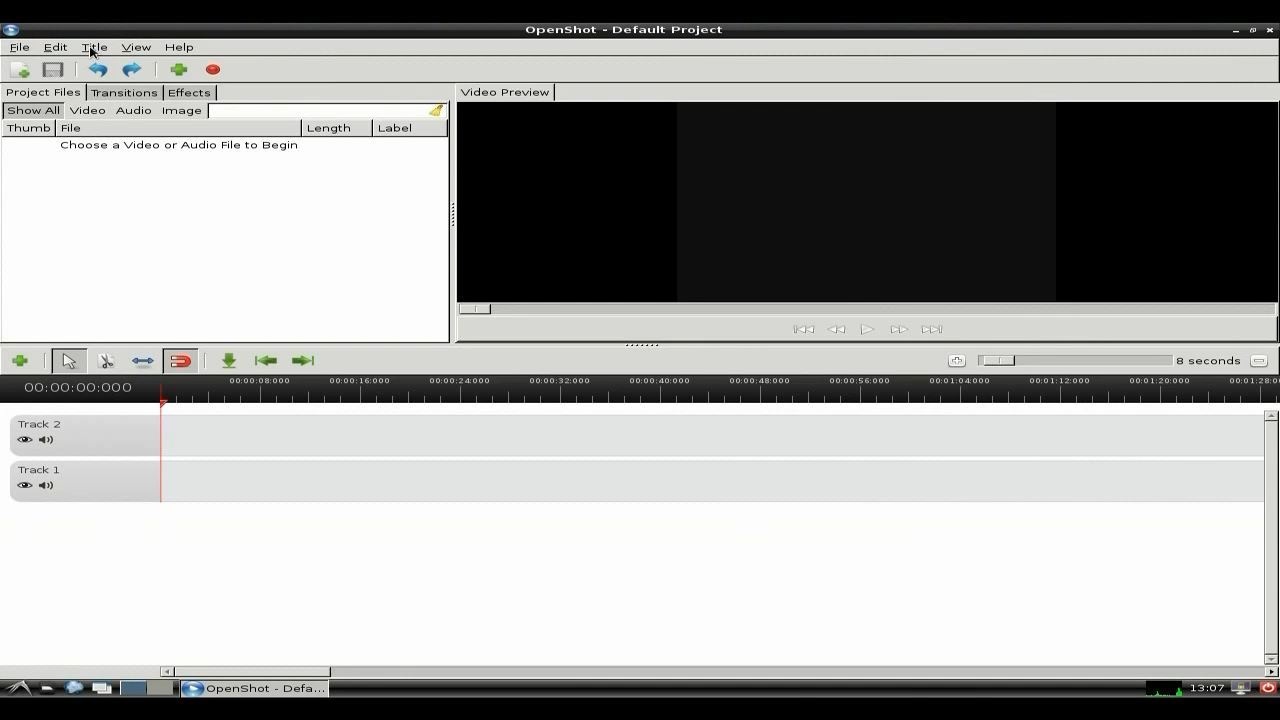 OpenShot - Default Project
File Edit Title View Help
Project Files Transitions Effects
Video Preview
Show All Video Audio Image
Thumb File Length Label
Choose a Video or Audio File to Begin
8 seconds
00:00:00:000
00:00:08:000 00:00:16:000 00:00:24:000 00:00:32:000 00:00:40:000 00:00:48:000 00:00:56:000 00:01:04:000 00:01:12:000 00:01:20:000 00:01:28:00
Track 2
Track 1
OpenShot - Defa...
13:07